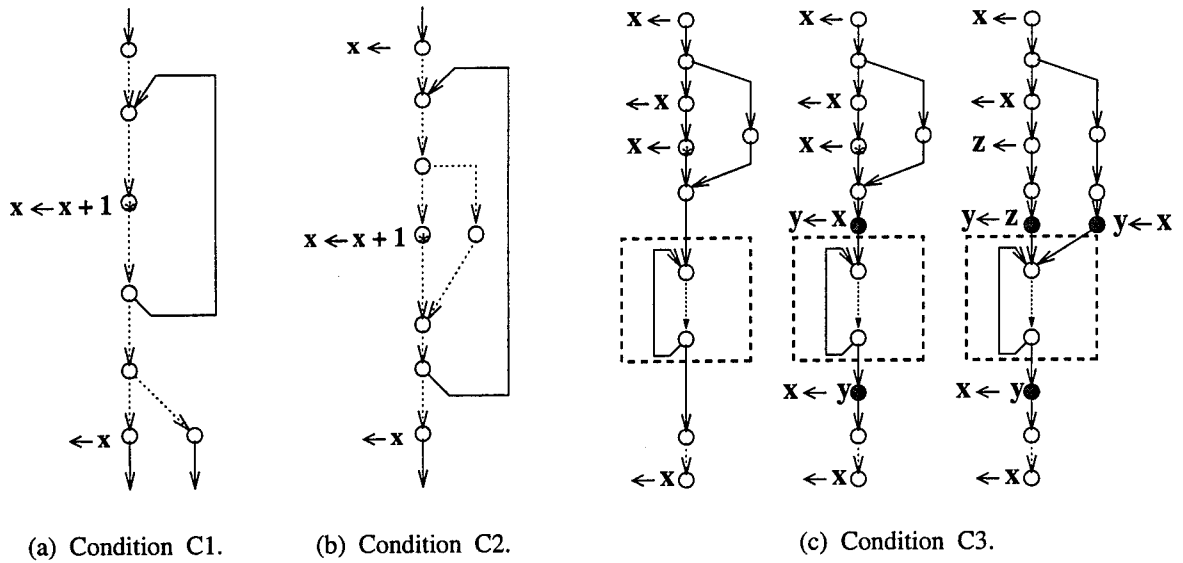 x ←
x ← x + 1
← x
(a) Condition C1.
x ← x + 1
← x
(b) Condition C2.
x ←
← x
x ←
← x
x ←
← x
x ←
y ← x
x ← y
← x
x ←
← x
z ←
y ← z
y ← x
x ← y
← x
(c) Condition C3.